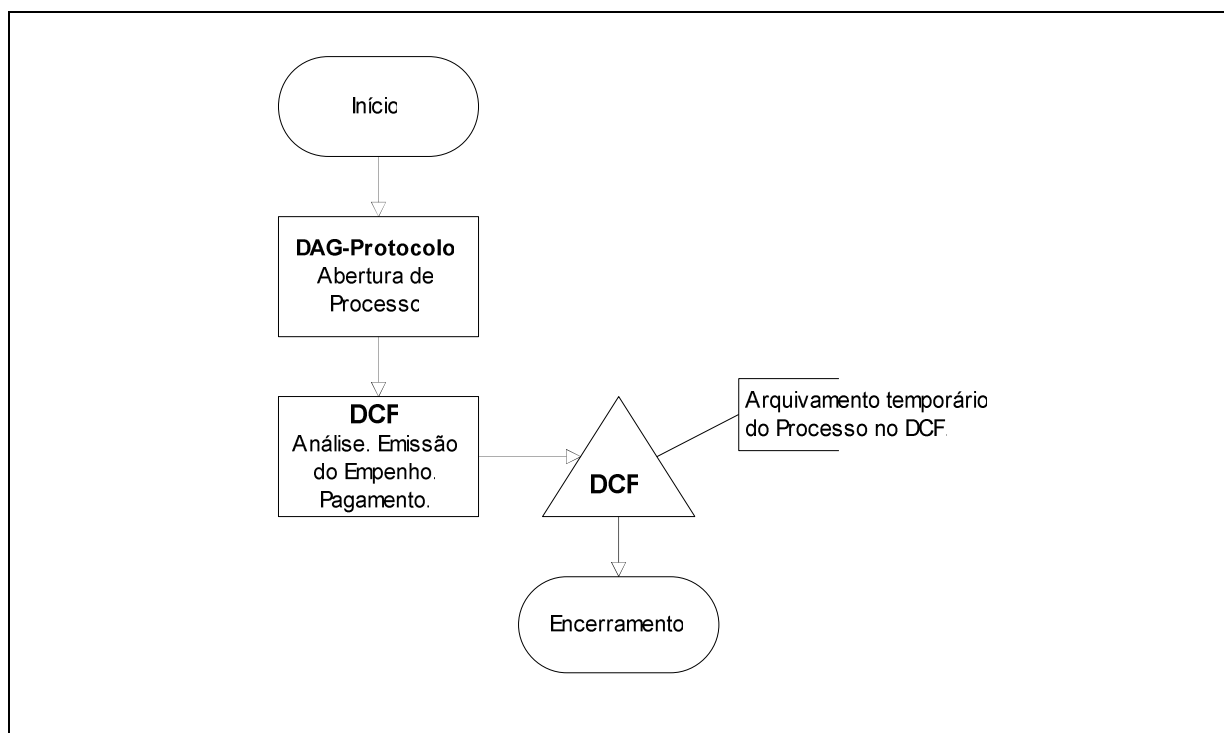 Início
DAG-Protocolo
Abertura de
Processo
DCF
Análise. Emissão
do Empenho.
Pagamento.
DCF
Arquivamento temporário
do Processo no DCF.
Encerramento